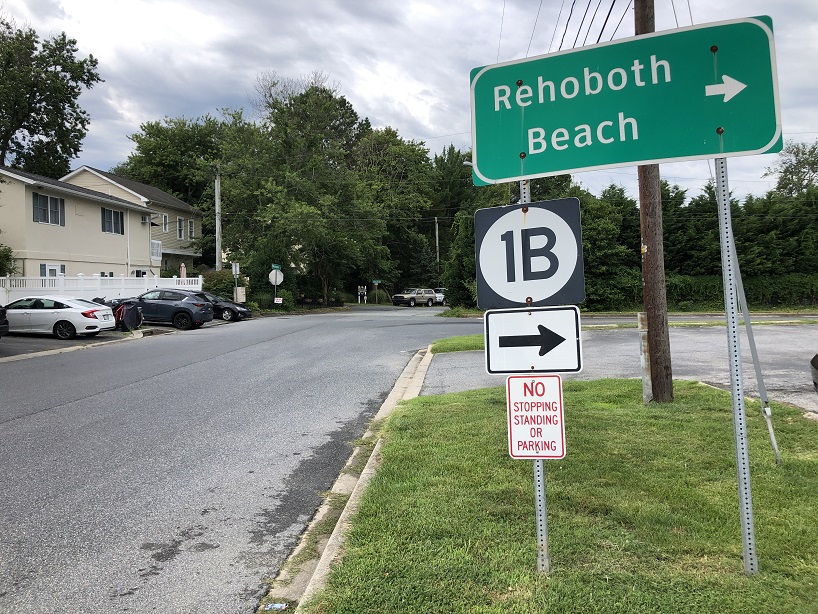 Rehoboth
Beach
1B
NO
STOPPING
STANDING
OR
PARKING